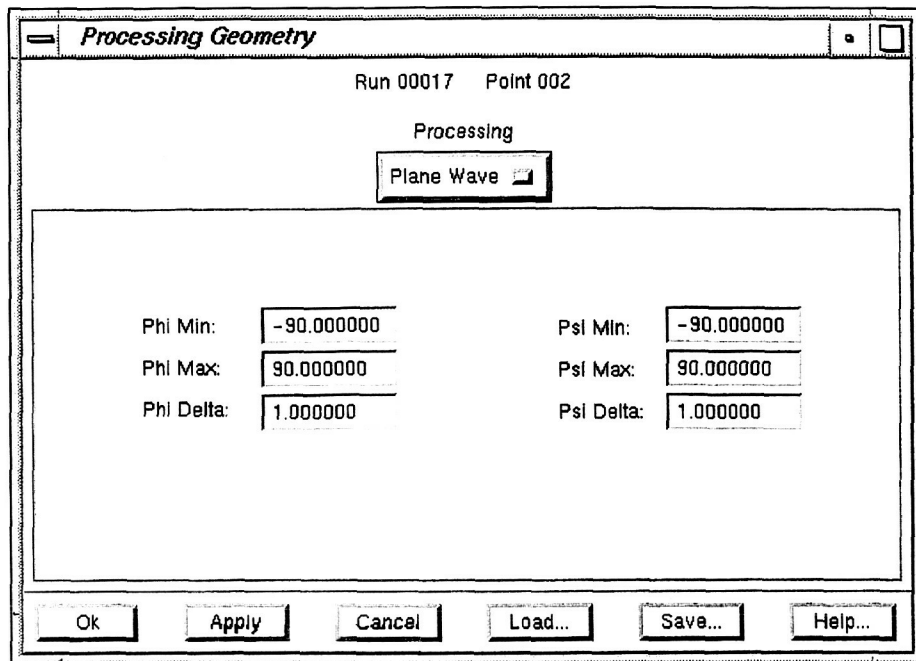 Processing Geometry
Run 00017 Point 002
Processing
Plane Wave
Phi Min: -90.000000 Psi Min: -90.000000
Phi Max: 90.000000 Psi Max: 90.000000
Phi Delta: 1.000000 Psi Delta: 1.000000
Ok Apply Cancel Load... Save... Help...